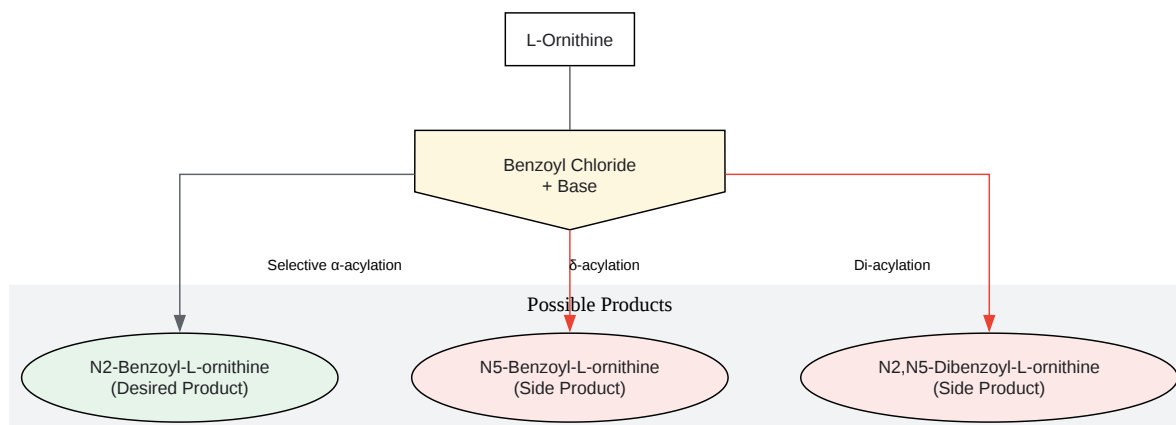 L-Ornithine
Benzoyl Chloride
+ Base
Selective α-acylation
δ-acylation
Di-acylation
Possible Products
N2-Benzoyl-L-ornithine
(Desired Product)
N5-Benzoyl-L-ornithine
(Side Product)
N2,N5-Dibenzoyl-L-ornithine
(Side Product)